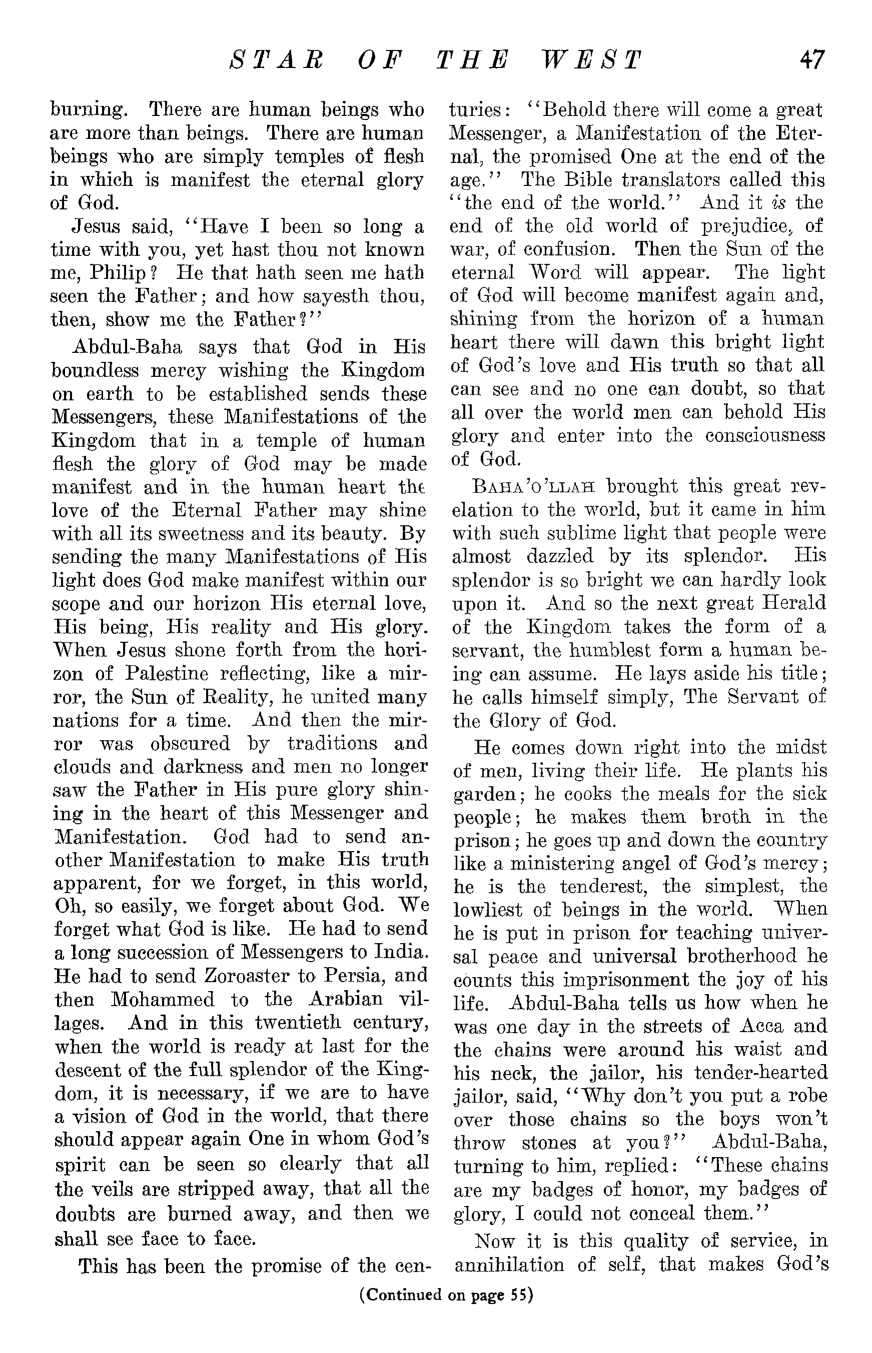 STAR OF THE WEST 47
burning. There are human beings who
are more than beings. There are human
beings who are simply temples of flesh
in which is manifest the eternal glory
of God.
Jesus said, ‘‘Have I been so long a
time with you, yet hast thou not known
me, Philip? He that hath seen me hath
seen the Father; and how sayesth thou,
then, show me the Father?’’
Abdul-Baha says that God in His
boundless mercy wishing the Kingdom
on earth to be established sends these
Messengers, these Manifestations of the
Kingdom that in a temple of human
flesh the glory of God may be made
manifest and in the human heart the
love of the Eternal Father may shine
with all its sweetness and its beauty. By
sending the many Manifestations of His
light does God make manifest within our
scope and our horizon His eternal love,
His being, His reality and His glory.
When Jesus shone forth from the hori-
zon of Palestine reflecting, like a mir-
ror, the Sun of Reality, he united many
nations for a time. And then the mir-
ror was obscured by traditions and
clouds and darkness and men no longer
saw the Father in His pure glory shin-
ing in the heart of this Messenger and
Manifestation. God had to send an-
other Manifestation to make His truth
apparent, for we forget, in this world,
Oh, so easily, we forget about God. We
forget what God is like. He had to send
a long succession of Messengers to India.
He had to send Zoroaster to Persia, and
then Mohammed to the Arabian vil-
lages. And in this twentieth century,
when the world is ready at last for the
descent of the full splendor of the King-
dom, it is necessary, if we are to have
a vision of God in the world, that there
should appear again One in whom God's
spirit can be seen so clearly that all
the veils are stripped away, that all the
doubts are burned away, and then we
shall see face to face.
This has been the promise of the cen-
turies: ‘‘Behold there will come a great
Messenger, a Manifestation of the Eter-
nal, the promised One at the end of the
age.’’ The Bible translators called this
‘‘the end of the world.’’ And it is the
end of the old world of prejudice, of
war, of confusion. Then the Sun of the
eternal Word will appear. The light
of God will become manifest again and,
shining from the horizon of a human
heart there will dawn this bright light
of God's love and His truth so that all
can see and no one can doubt, so that
all over the world men can behold His
glory and enter into the consciousness
of God.
BAHA'O'LLAH brought this great rev-
elation to the world, but it came in him
with such sublime light that people were
almost dazzled by its splendor. His
splendor is so bright we can hardly look
upon it. And so the next great Herald
of the Kingdom takes the form of a
servant, the humblest form a human be-
ing can assume. He lays aside his title;
he calls himself simply, The Servant of
the Glory of God.
He comes down right into the midst
of men, living their life. He plants his
garden; he cooks the meals for the sick
people; he makes them broth in the
prison; he goes up and down the country
like a ministering angel of God's mercy;
he is the tenderest, the simplest, the
lowliest of beings in the world. When
he is put in prison for teaching univer-
sal peace and universal brotherhood he
counts this imprisonment the joy of his
life. Abdul-Baha tells us how when he
was one day in the streets of Acca and
the chains were around his waist and
his neck, the jailor, his tender-hearted
jailor, said, ‘‘Why don't you put a robe
over those chains so the boys won't
throw stones at you?’’ Abdul-Baha,
turning to him, replied: ‘‘These chains
are my badges of honor, my badges of
glory, I could not conceal them.’’
Now it is this quality of service, in
annihilation of self, that makes God's
(Continued on page 55)